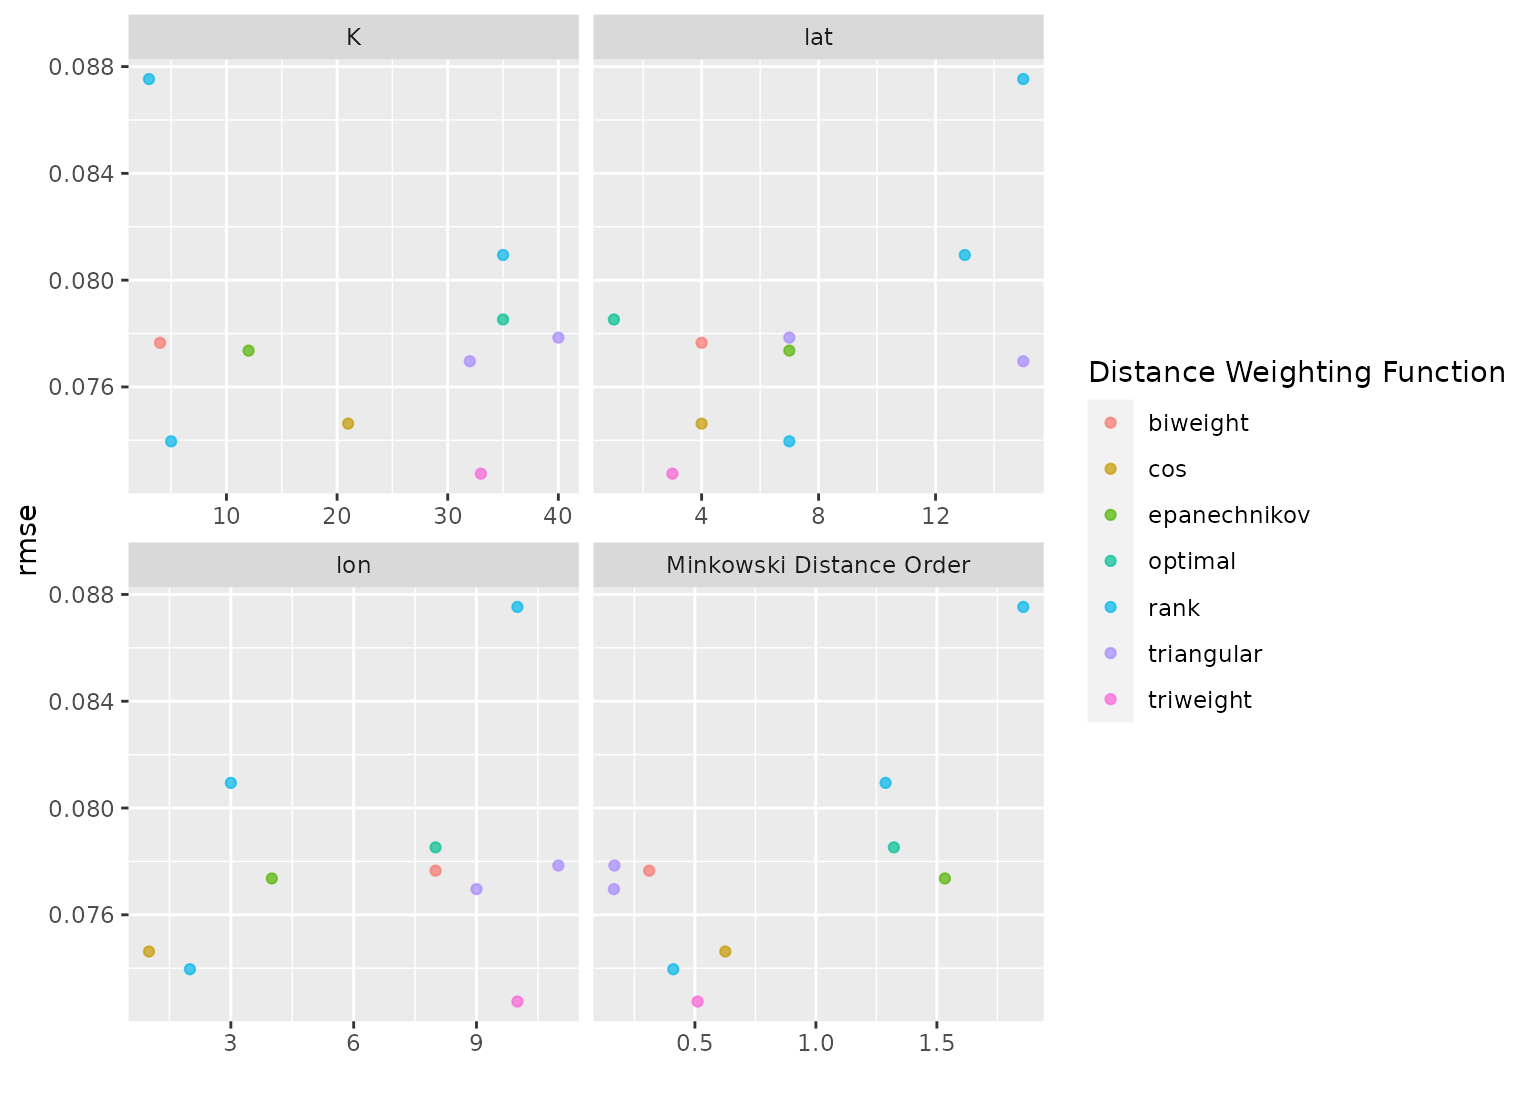 K
lat
0.088
0.084
0.080
0.076
10 20 30 40
4 8 12
rmse
lon
Minkowski Distance Order
0.088
0.084
0.080
0.076
3 6 9
0.5 1.0 1.5
Distance Weighting Function
biweight
cos
epanechnikov
optimal
rank
triangular
triweight